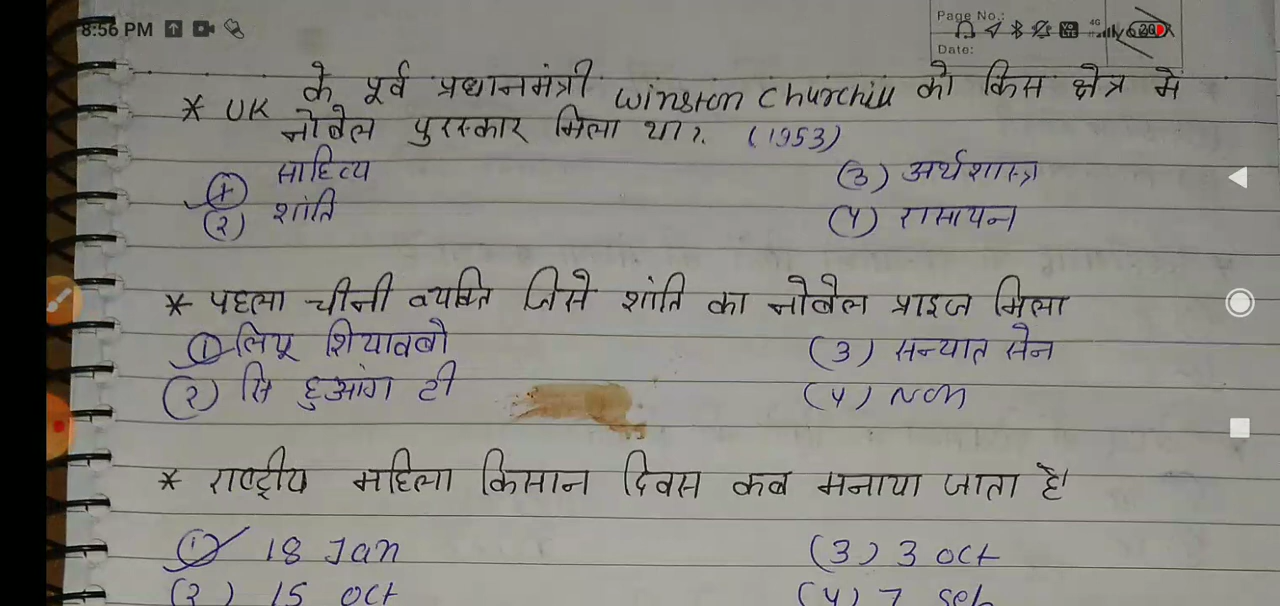 8:56 PM
Page No.:
4G
Date:
* UK के पूर्व प्रधानमंत्री Winston Churchill को किस क्षेत्र मे
नोबेल पुरस्कार मिला था?. (1953)
(1) साहित्य (3) अर्थशास्त्र
(2) शांति (4) रासायन
* पहला चीनी व्यक्ति जिसे शांति का नोबेल प्राइज मिला
(1) लियू शियावबो (3) सन्यात सेन
(2) सि हुआंग टी (4) Non
* राष्ट्रीय महिला किसान दिवस कब मनाया जाता है
(1) 18 Jan (3) 3 oct
(2) 15 oct (4) 7 Seb